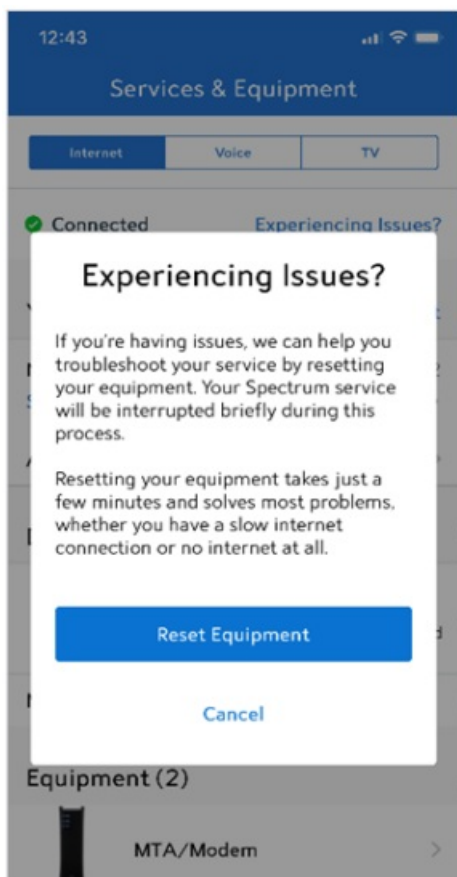 12:43
Services & Equipment
Internet Voice TV
Connected Experiencing Issues?
Experiencing Issues?
If you're having issues, we can help you
troubleshoot your service by resetting
your equipment. Your Spectrum service
will be interrupted briefly during this
process.
Resetting your equipment takes just a
few minutes and solves most problems,
whether you have a slow internet
connection or no internet at all.
Reset Equipment
Cancel
Equipment (2)
MTA/Modem